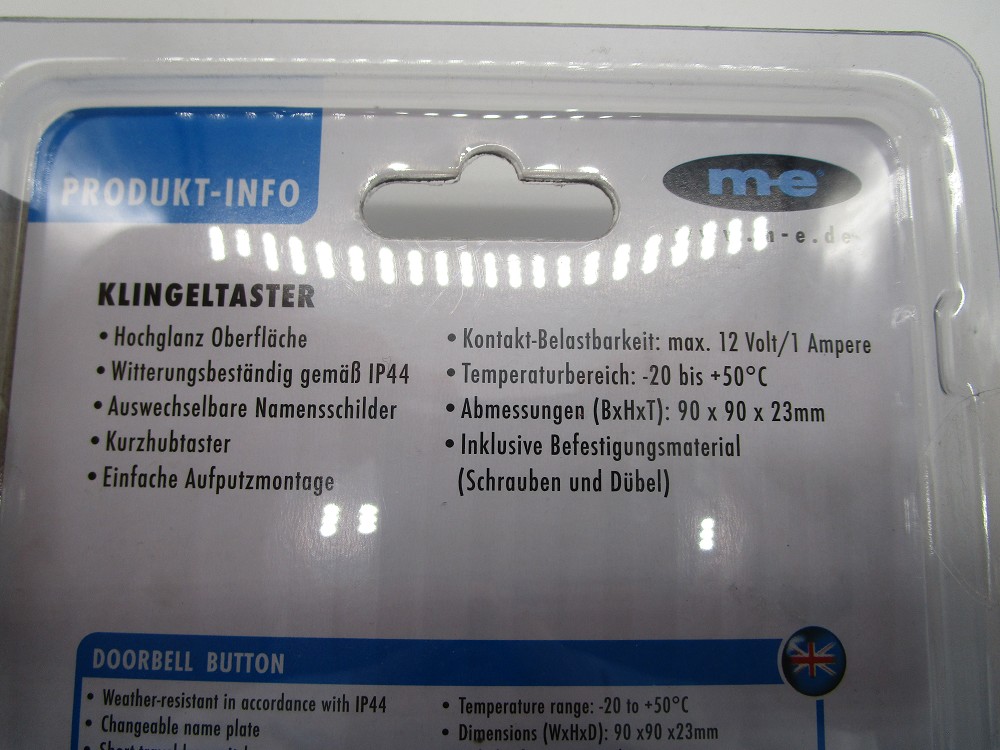 PRODUKT-INFO
m-e
m-e.de
KLINGELTASTER
• Hochglanz Oberfläche
• Witterungsbeständig gemäß IP44
• Auswechselbare Namensschilder
• Kurzhubtaster
• Einfache Aufputzmontage
• Kontakt-Belastbarkeit: max. 12 Volt/1 Ampere
• Temperaturbereich: -20 bis +50°C
• Abmessungen (BxHxT): 90 x 90 x 23mm
• Inklusive Befestigungsmaterial
(Schrauben und Dübel)
DOORBELL BUTTON
• Weather-resistant in accordance with IP44
• Changeable name plate
• Temperature range: -20 to +50°C
• Dimensions (WxHxD): 90 x90 x23mm